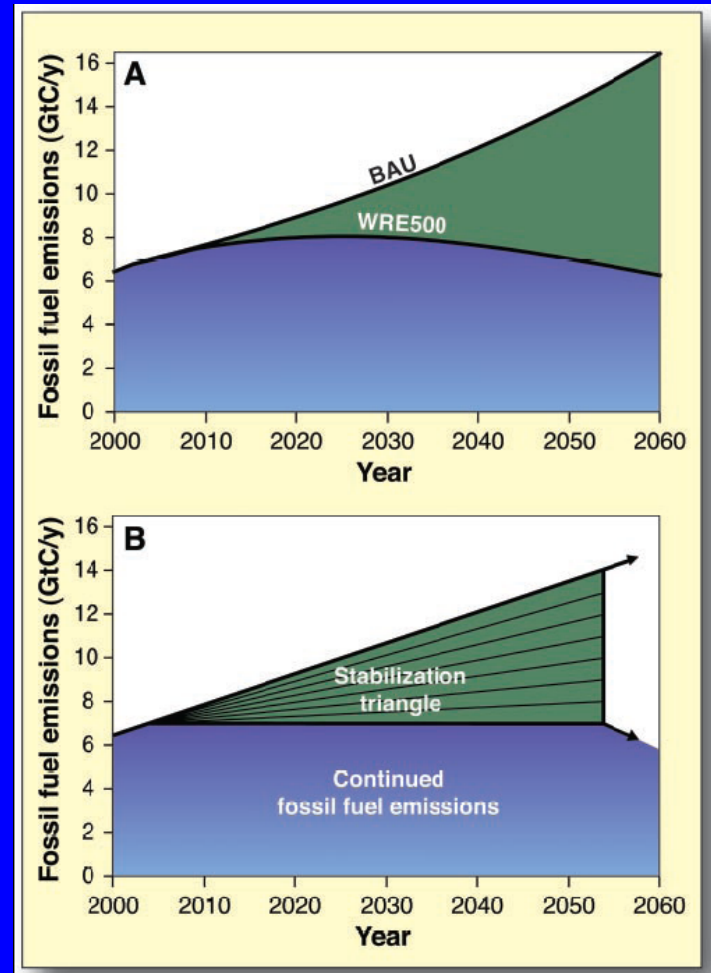 A
Fossil fuel emissions (GtC/y)
16
14
12
10
8
6
4
2
0
BAU
WRE500
2000 2010 2020 2030 2040 2050 2060
Year
B
Fossil fuel emissions (GtC/y)
16
14
12
10
8
6
4
2
0
Stabilization
triangle
Continued
fossil fuel emissions
2000 2010 2020 2030 2040 2050 2060
Year